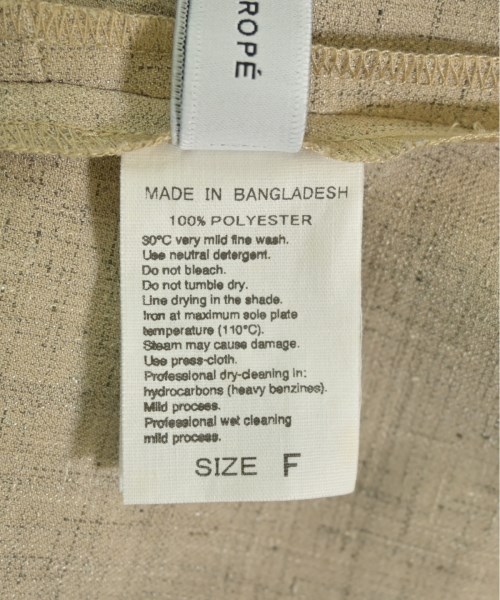 ROPÉ
MADE IN BANGLADESH
100% POLYESTER
30°C very mild fine wash.
Use neutral detergent.
Do not bleach.
Do not tumble dry.
Line drying in the shade.
Iron at maximum sole plate
temperature (110°C).
Steam may cause damage.
Use press-cloth.
Professional dry-cleaning in:
hydrocarbons (heavy benzines).
Mild process.
Professional wet cleaning
mild process.
SIZE F